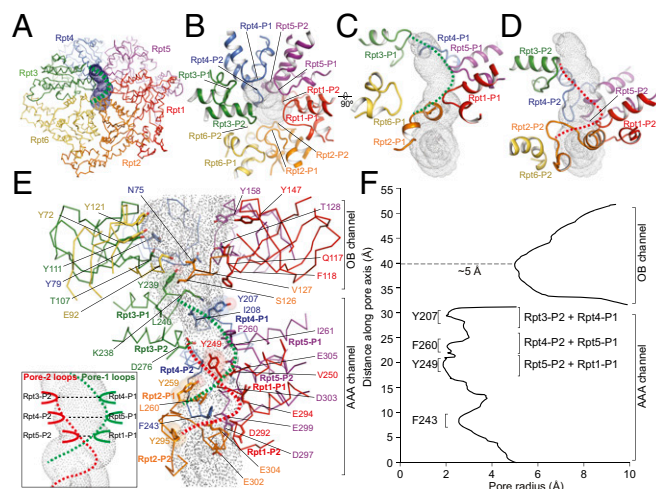 A
Rpt4
Rpt5
Rpt3
Rpt1
Rpt6
Rpt2
B
Rpt4-P1
Rpt5-P2
Rpt4-P2
Rpt5-P1
Rpt3-P1
Rpt1-P2
Rpt1-P1
Rpt3-P2
Rpt6-P1
Rpt2-P2
Rpt2-P1
90°
C
Rpt3-P1
Rpt4-P1
Rpt5-P1
Rpt1-P1
Rpt6-P1
Rpt2-P1
D
Rpt3-P2
Rpt4-P2
Rpt5-P2
Rpt2-P2
Rpt1-P2
Rpt6-P2
E
N75
Y158
Y147
Y121
T128
Y72
Q117
Y111
F118
Y79
Y239
V127
T107
S126
E92
L240
Y207
I208
Rpt4-P1
F260
I261
K238
Rpt3-P2
Y249
Rpt5-P1
D276
E305
Rpt4-P2
Rpt5-P2
V250
Y259
Rpt1-P1
D303
Rpt2-P1
L260
E294
F243
E299
D292
Y295
Rpt1-P2
D297
Rpt2-P2
E304
E302
OB channel
AAA channel
Pore-2 loops
Pore-1 loops
Rpt3-P2
Rpt4-P1
Rpt4-P2
Rpt5-P1
Rpt5-P2
Rpt1-P1
F
55
50
45
40
35
30
25
20
15
10
5
0
Distance along pore axis (Å)
~5 Å
Y207
Rpt3-P2 + Rpt4-P1
F260
Rpt4-P2 + Rpt5-P1
Y249
Rpt5-P2 + Rpt1-P1
F243
OB channel
AAA channel
0 2 4 6 8 10
Pore radius (Å)